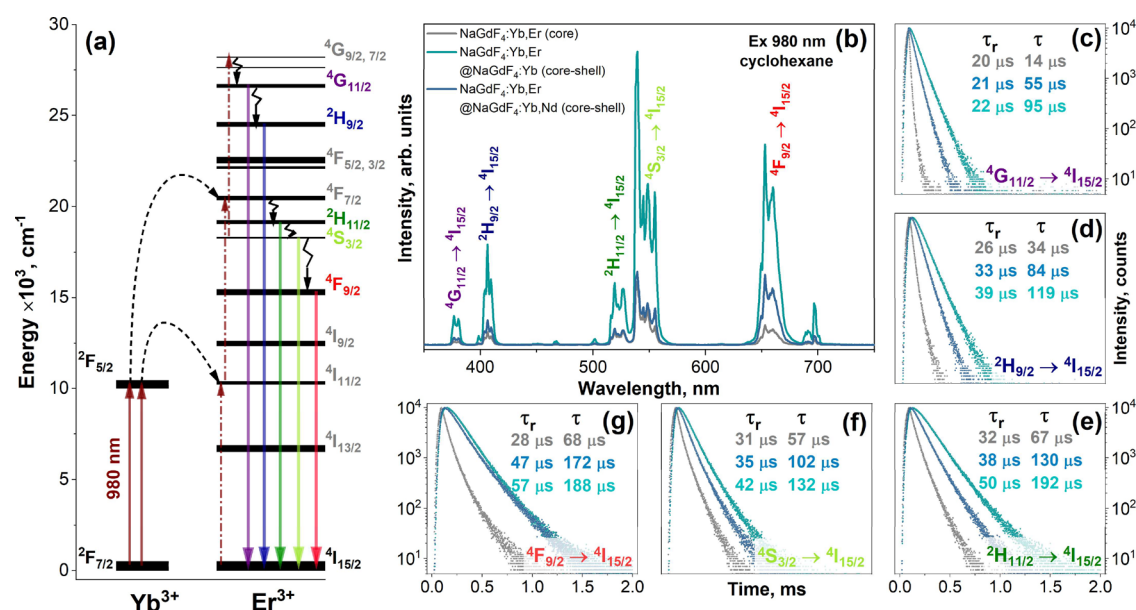 (a)
30
25
20
15
10
5
0
Energy ×10³, cm⁻¹
⁴G₉/₂, ₇/₂
⁴G₁₁/₂
²H₉/₂
⁴F₅/₂, ₃/₂
⁴F₇/₂
²H₁₁/₂
⁴S₃/₂
⁴F₉/₂
⁴I₉/₂
²F₅/₂
⁴I₁₁/₂
⁴I₁₃/₂
980 nm
²F₇/₂
⁴I₁₅/₂
Yb³⁺
Er³⁺
(b)
NaGdF₄:Yb,Er (core)
NaGdF₄:Yb,Er
@NaGdF₄:Yb (core-shell)
NaGdF₄:Yb,Er
@NaGdF₄:Yb,Nd (core-shell)
Ex 980 nm
cyclohexane
Intensity, arb. units
⁴G₁₁/₂ → ⁴I₁₅/₂
²H₉/₂ → ⁴I₁₅/₂
²H₁₁/₂ → ⁴I₁₅/₂
⁴S₃/₂ → ⁴I₁₅/₂
⁴F₉/₂ → ⁴I₁₅/₂
400 500 600 700
Wavelength, nm
(c)
τᵣ τ
20 μs 14 μs
21 μs 55 μs
22 μs 95 μs
⁴G₁₁/₂ → ⁴I₁₅/₂
10⁴
10³
10²
10¹
(d)
τᵣ τ
26 μs 34 μs
33 μs 84 μs
39 μs 119 μs
²H₉/₂ → ⁴I₁₅/₂
Intensity, counts
(g)
10⁴
10³
10²
10¹
τᵣ τ
28 μs 68 μs
47 μs 172 μs
57 μs 188 μs
⁴F₉/₂ → ⁴I₁₅/₂
0.0 0.5 1.0 1.5 2.0
(f)
τᵣ τ
31 μs 57 μs
35 μs 102 μs
42 μs 132 μs
⁴S₃/₂ → ⁴I₁₅/₂
Time, ms
(e)
τᵣ τ
32 μs 67 μs
38 μs 130 μs
50 μs 192 μs
²H₁₁/₂ → ⁴I₁₅/₂
10⁴
10³
10²
10¹
0.0 0.5 1.0 1.5 2.0